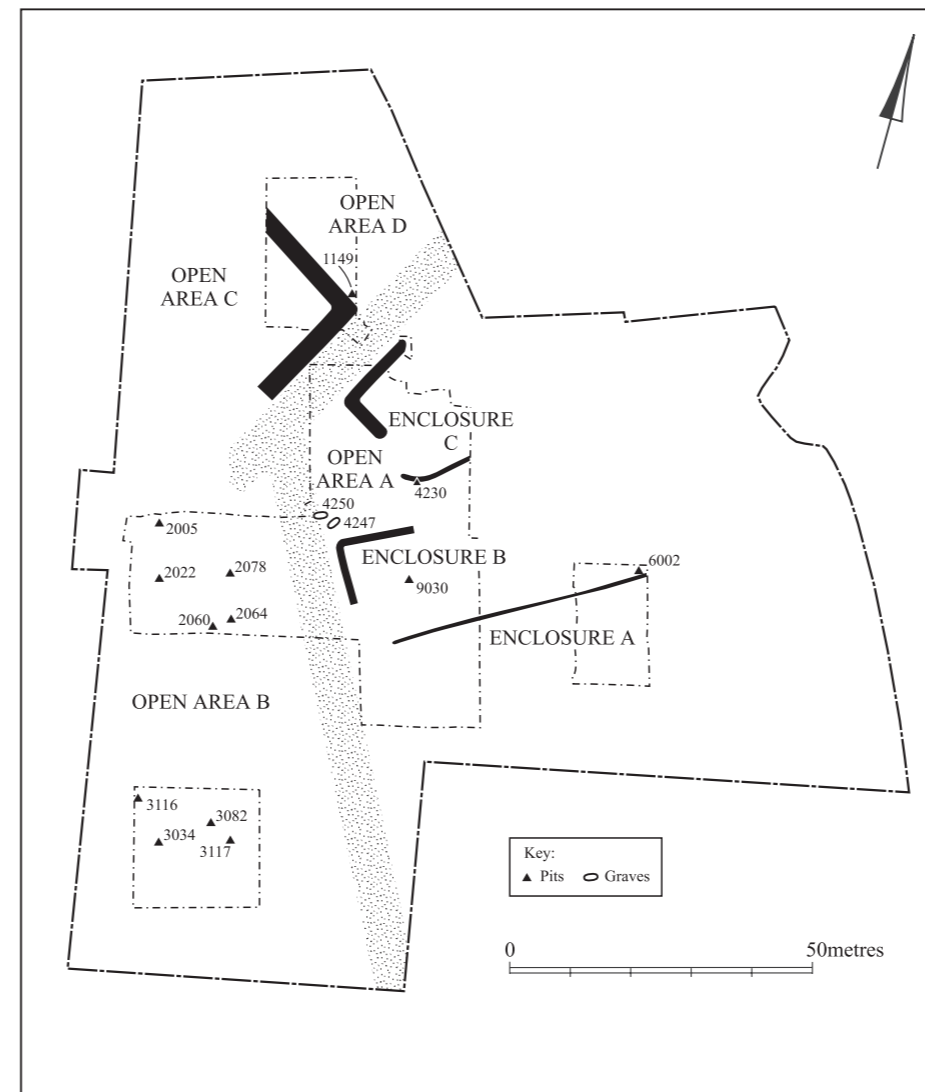 OPEN
AREA D
1149
OPEN
AREA C
ENCLOSURE
C
OPEN
AREA A
4230
4250
4247
2005
ENCLOSURE B
6002
2022
2078
9030
2060
2064
ENCLOSURE A
OPEN AREA B
3116
3082
3034
3117
Key:
Pits
Graves
0
50metres